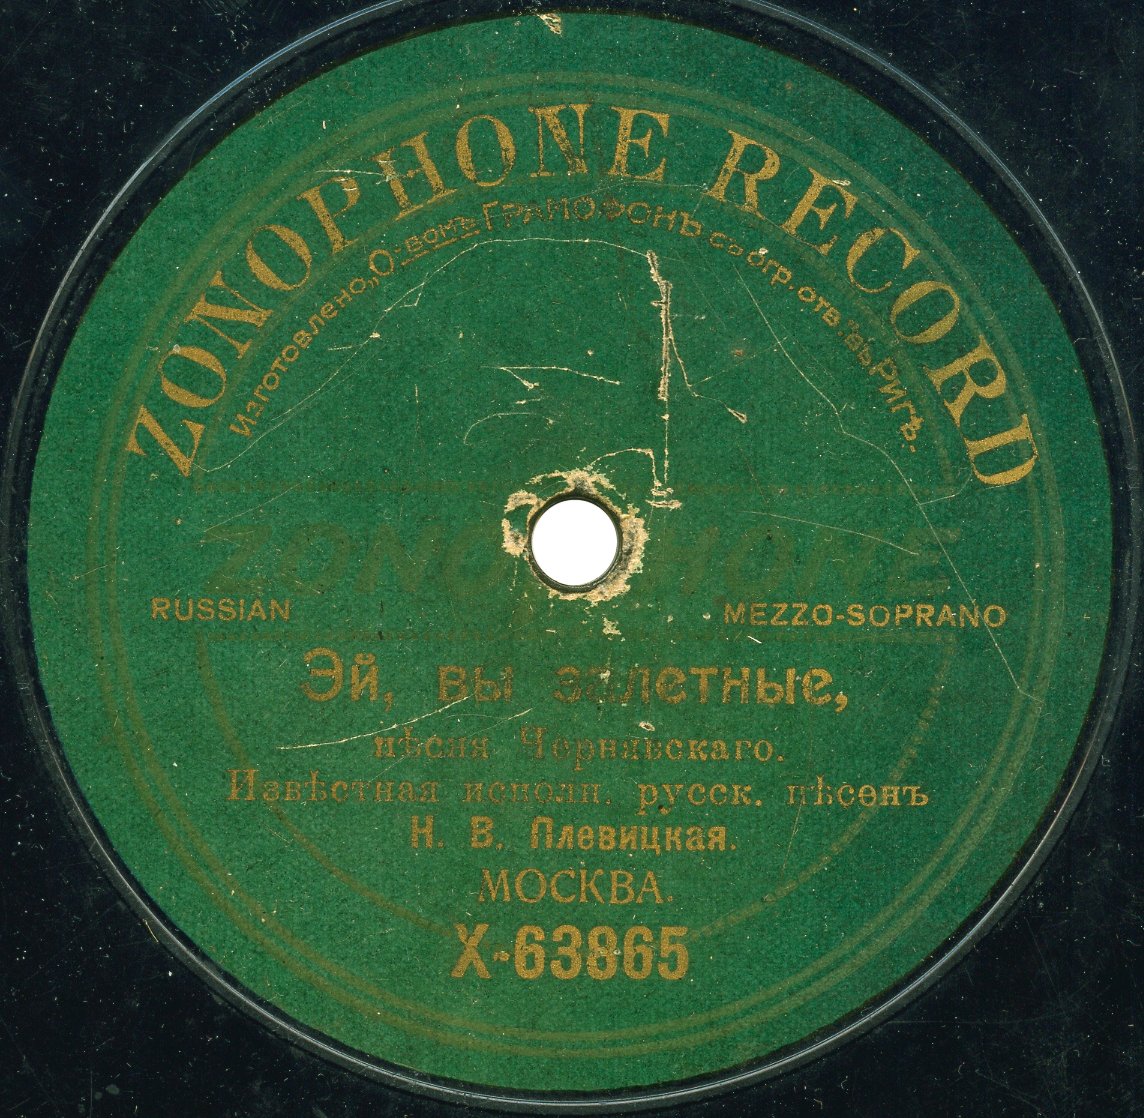 ZONOPHONE RECORD
Изготовлено „О-вомъ Грамофонъ съ огр. отв." въ Ригѣ.
ZONOPHONE
RUSSIAN
MEZZO-SOPRANO
Эй, вы залетные,
пѣсня Чернявскаго.
Извѣстная исполн. русск. пѣсенъ
Н. В. Плевицкая.
МОСКВА.
X-63865